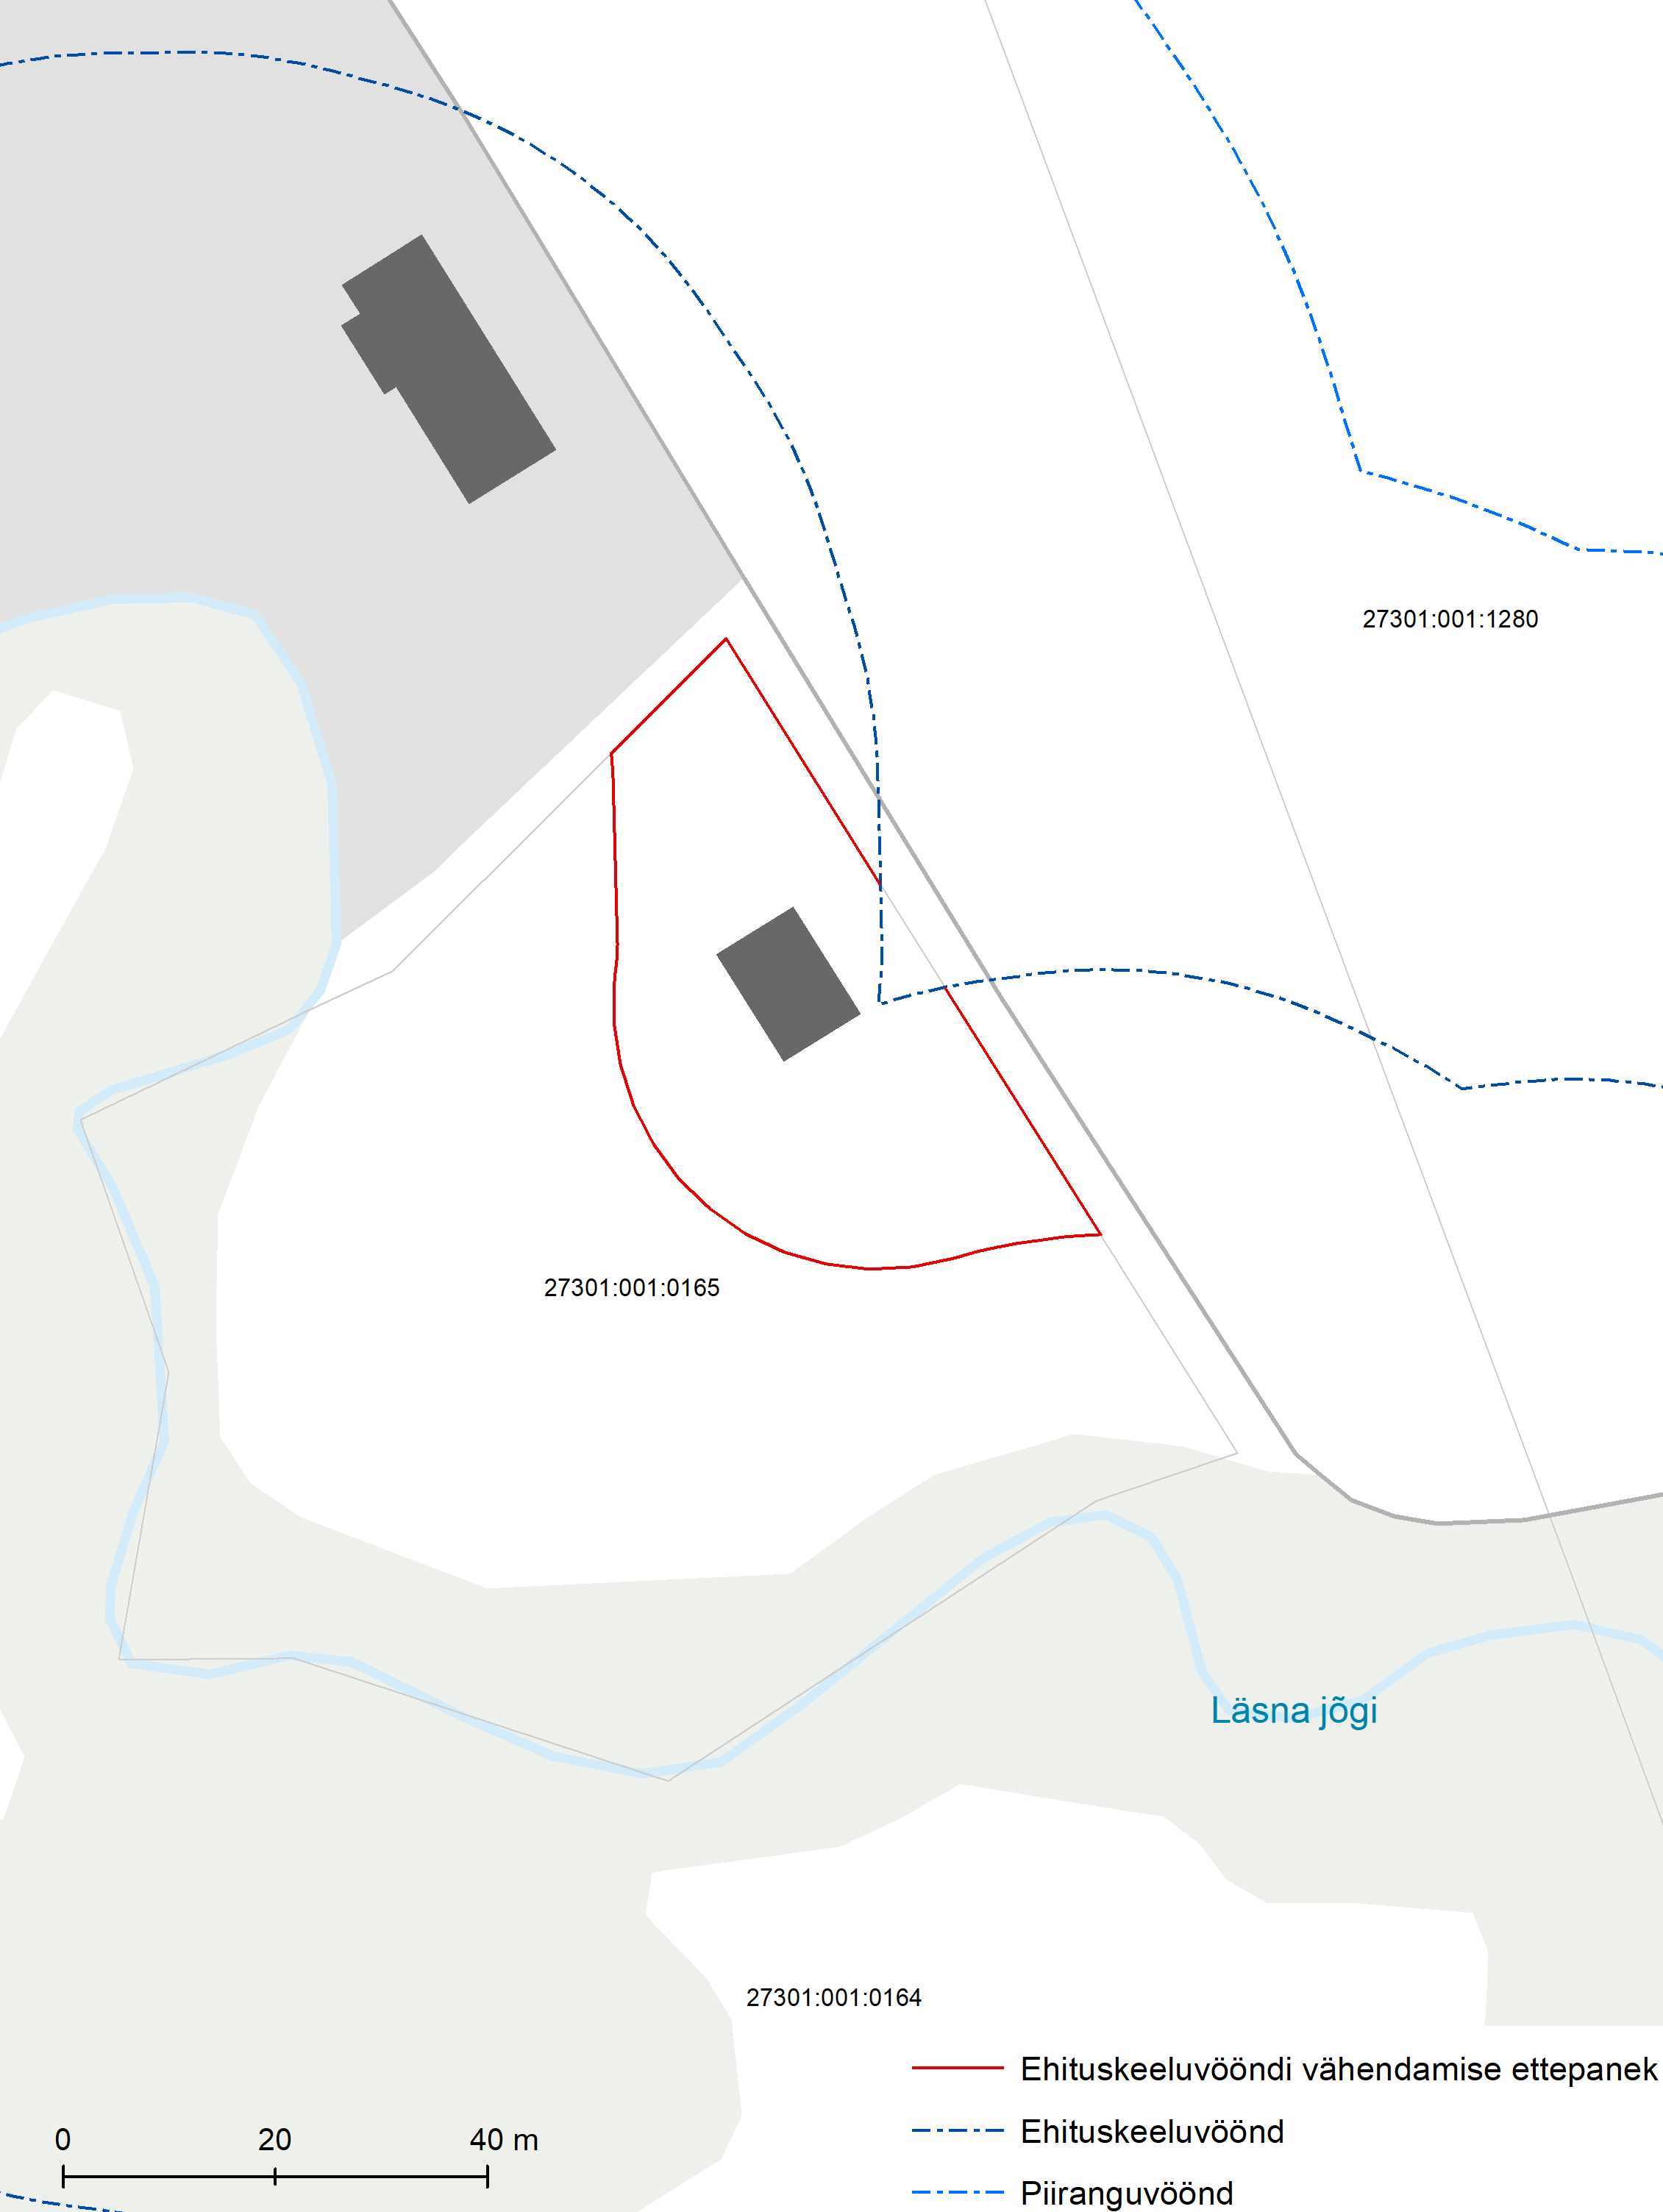 27301:001:1280
27301:001:0165
Läsna jõgi
27301:001:0164
Ehituskeeluvööndi vähendamise ettepanek
Ehituskeeluvöönd
Piiranguvöönd
0 20 40 m